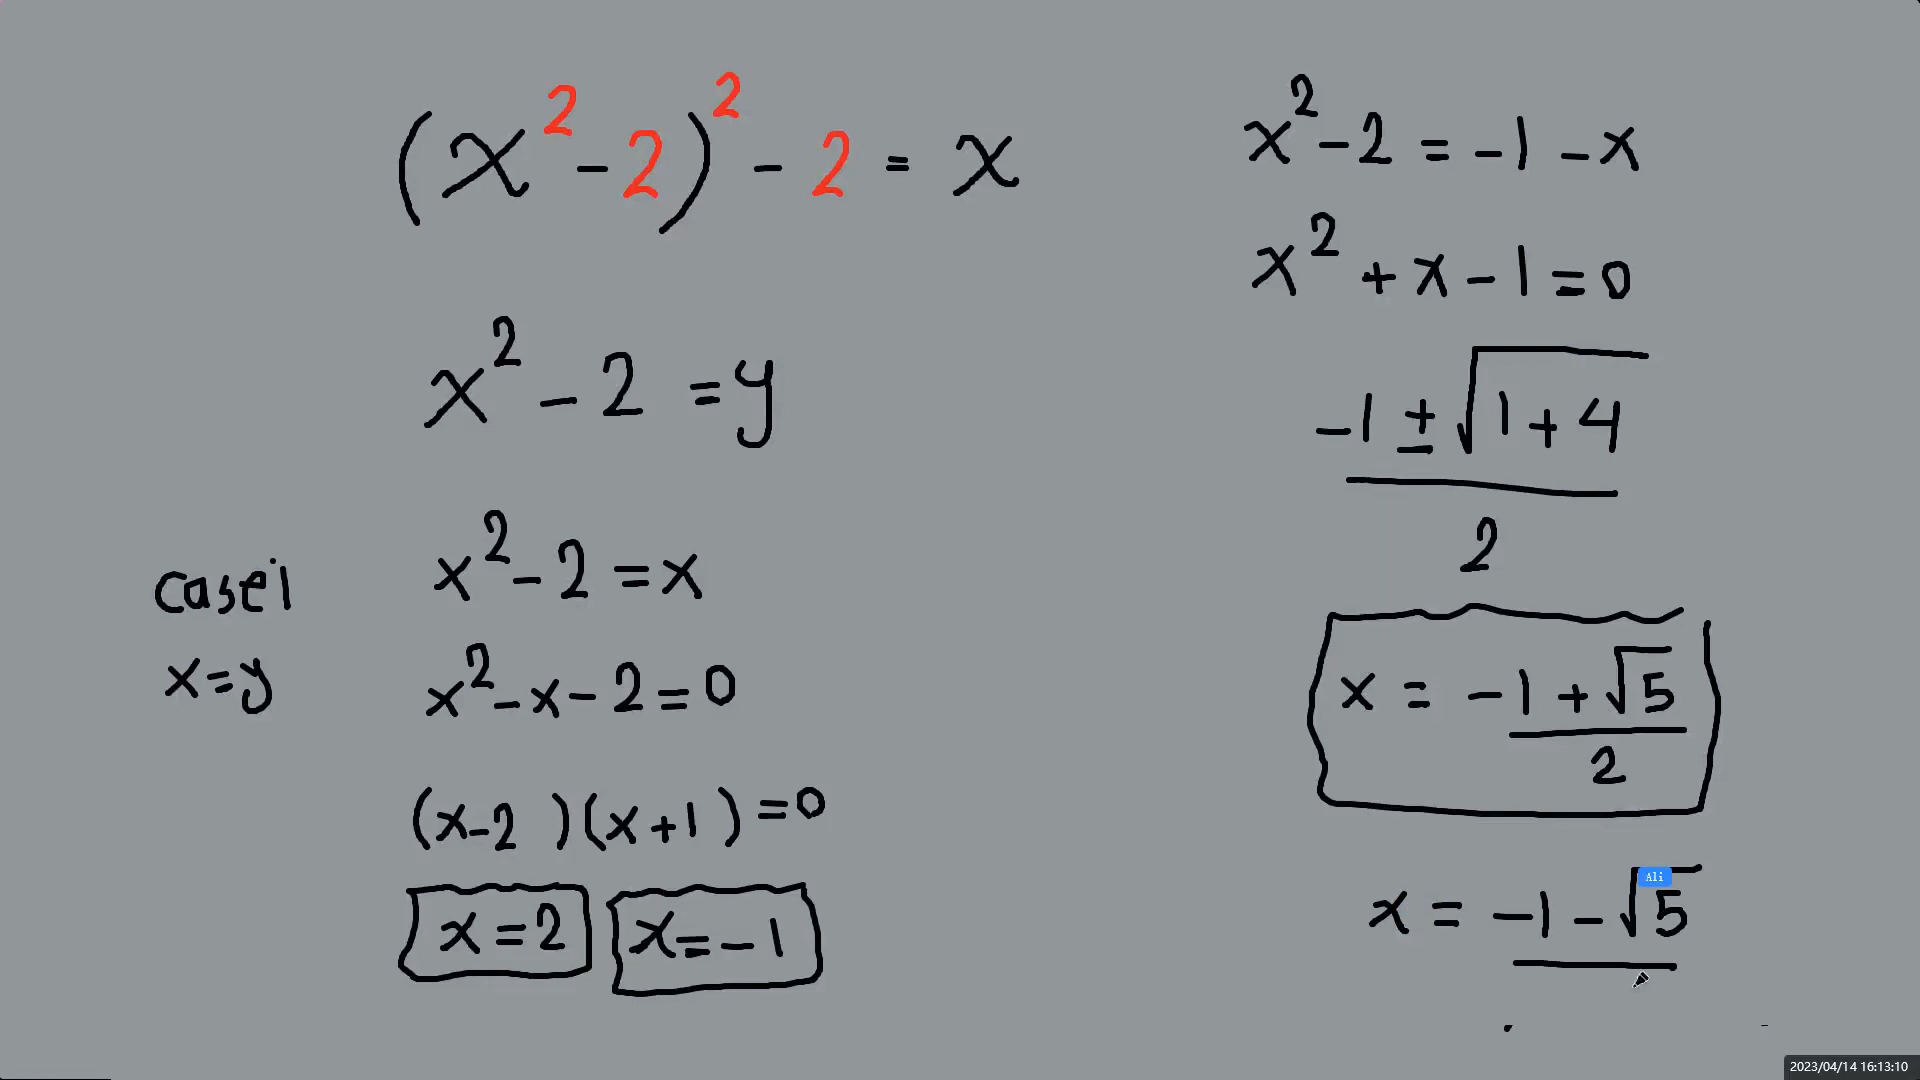 (x² - 2)² - 2 = x
x² - 2 = y
case 1
x = y
x² - 2 = x
x² - x - 2 = 0
(x - 2)(x + 1) = 0
x = 2
x = -1
x² - 2 = -1 - x
x² + x - 1 = 0
-1 ± √1 + 4
2
x = -1 + √5
2
x = -1 - √5
Ali
2023/04/14 16:13:10